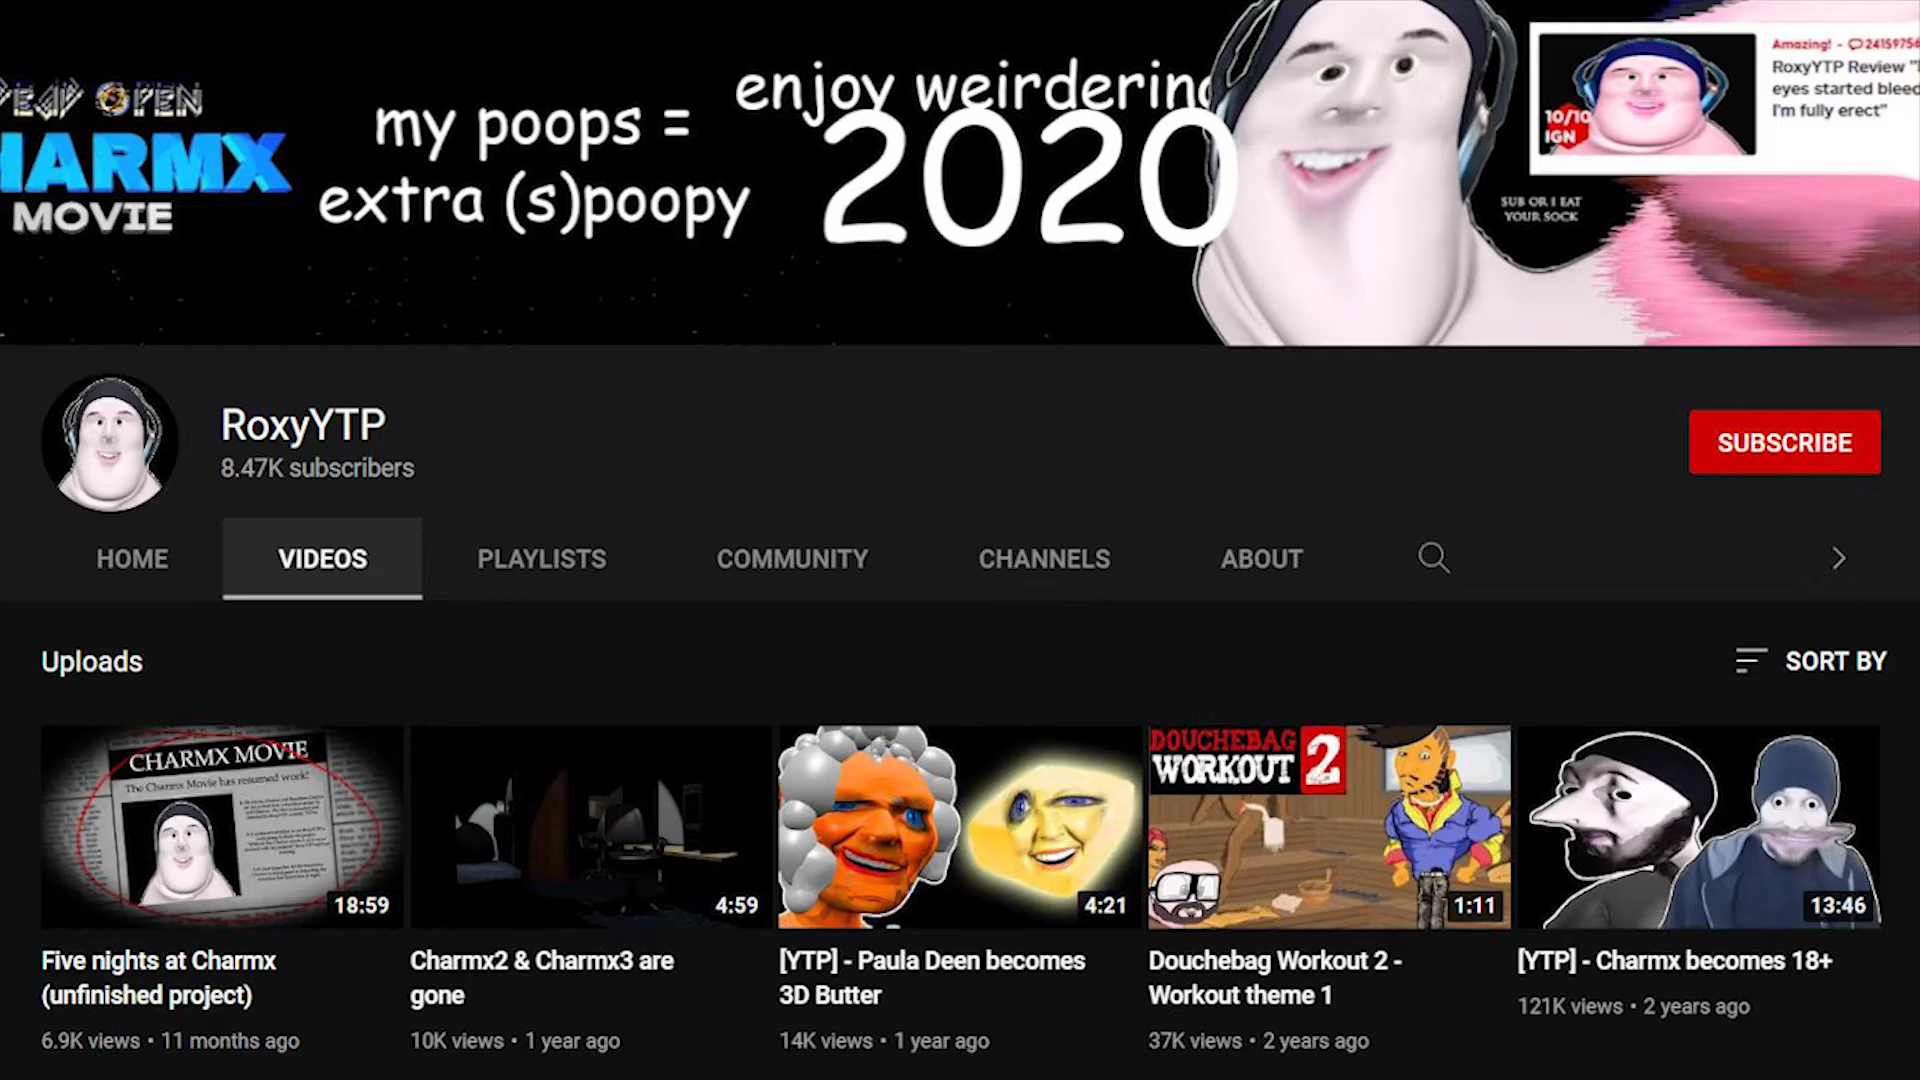 OPEN
HARMX
MOVIE
my poops =
extra (s)poopy
enjoy weirdering
2020
10/10
IGN
Amazing! - 2415975
RoxyYTP Review "
eyes started bleed
I'm fully erect"
SUB OR I EAT
YOUR SOCK
RoxyYTP
8.47K subscribers
SUBSCRIBE
HOME VIDEOS PLAYLISTS COMMUNITY CHANNELS ABOUT
Uploads
SORT BY
CHARMX MOVIE
The Charmx Movie has resumed work!
18:59
4:59
4:21
DOUCHEBAG
WORKOUT 2
1:11
13:46
Five nights at Charmx
(unfinished project)
6.9K views • 11 months ago
Charmx2 & Charmx3 are
gone
10K views • 1 year ago
[YTP] - Paula Deen becomes
3D Butter
14K views • 1 year ago
Douchebag Workout 2 -
Workout theme 1
37K views • 2 years ago
[YTP] - Charmx becomes 18+
121K views • 2 years ago